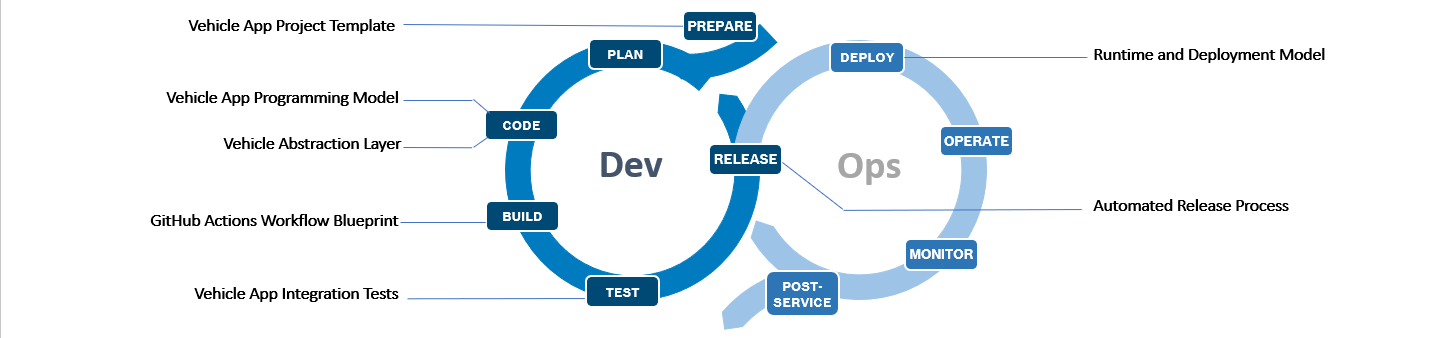 Vehicle App Project Template
PREPARE
PLAN
DEPLOY
Runtime and Deployment Model
Vehicle App Programming Model
CODE
Vehicle Abstraction Layer
OPERATE
Dev
RELEASE
Ops
Automated Release Process
GitHub Actions Workflow Blueprint
BUILD
MONITOR
Vehicle App Integration Tests
TEST
POST-
SERVICE